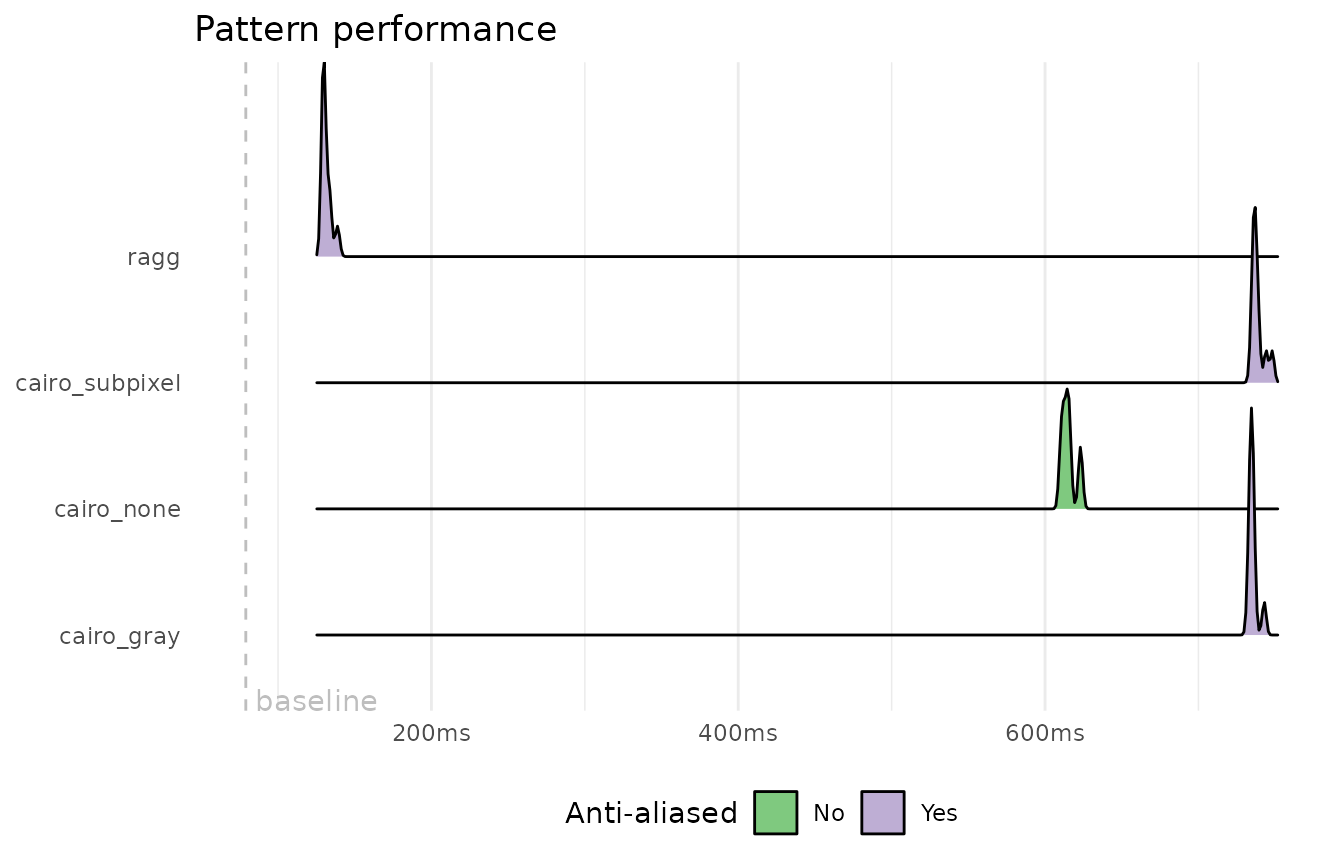 Pattern performance
ragg
cairo_subpixel
cairo_none
cairo_gray
baseline
200ms 400ms 600ms
Anti-aliased No Yes